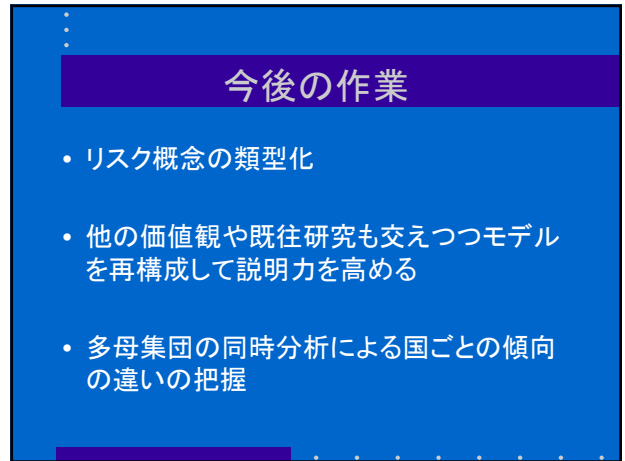 今後の作業
• リスク概念の類型化
• 他の価値観や既往研究も交えつつモデル
を再構成して説明力を高める
• 多母集団の同時分析による国ごとの傾向
の違いの把握